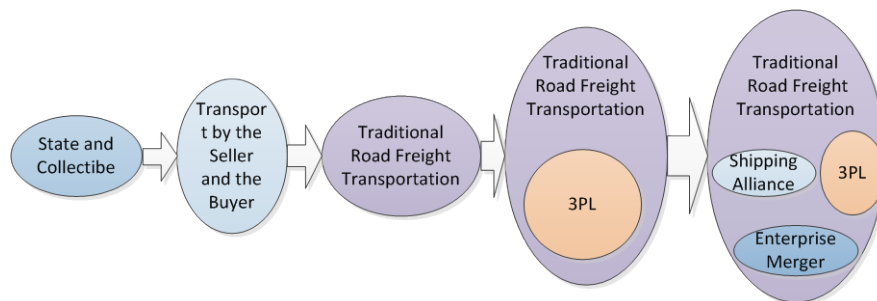 State and
Collectibe
Transpor
t by the
Seller
and the
Buyer
Traditional
Road Freight
Transportation
Traditional
Road Freight
Transportation
3PL
Traditional
Road Freight
Transportation
Shipping
Alliance
3PL
Enterprise
Merger